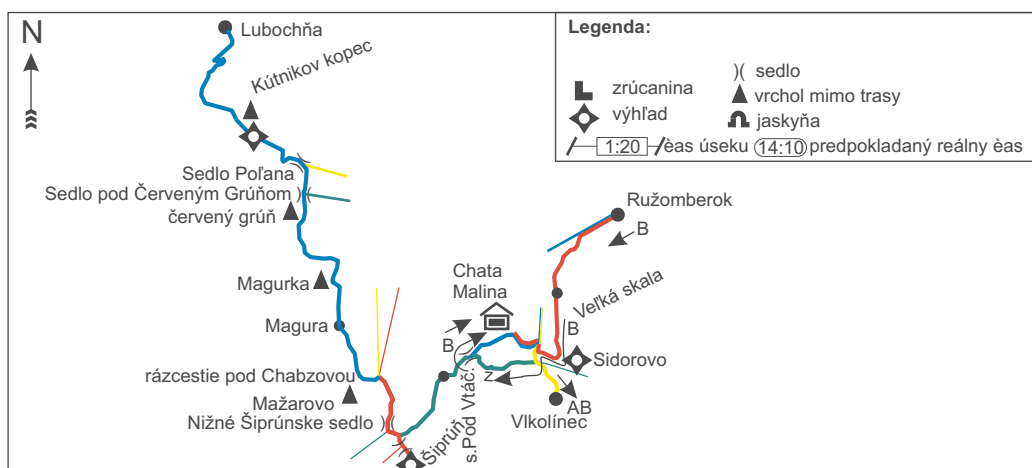 N
Lubochňa
Kútnikov kopec
Sedlo Poľana
Sedlo pod Červeným Grúňom
červený grúň
Magurka
Magura
rázcestie pod Chabzovou
Mažarovo
Nižné Šiprúnske sedlo
Šiprúň
s.Pod Vtáč.
Chata
Malina
B
Z
Ružomberok
B
Veľká skala
B
Sidorovo
AB
Vlkolínec
Legenda:
zrúcanina
výhľad
)( sedlo
vrchol mimo trasy
jaskyňa
1:20 èas úseku 14:10 predpokladaný reálny èas